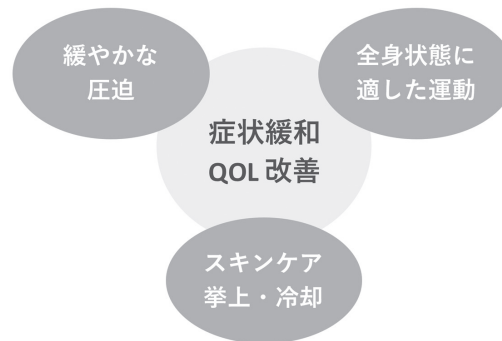 緩やかな
圧迫
全身状態に
適した運動
症状緩和
QOL 改善
スキンケア
挙上・冷却